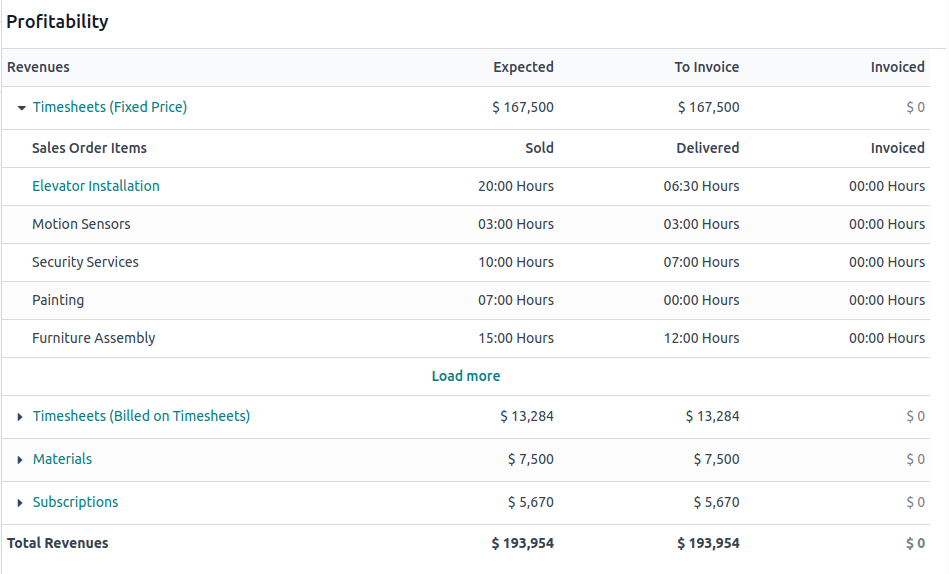 Profitability
Revenues Expected To Invoice Invoiced
Timesheets (Fixed Price) $ 167,500 $ 167,500 $ 0
Sales Order Items Sold Delivered Invoiced
Elevator Installation 20:00 Hours 06:30 Hours 00:00 Hours
Motion Sensors 03:00 Hours 03:00 Hours 00:00 Hours
Security Services 10:00 Hours 07:00 Hours 00:00 Hours
Painting 07:00 Hours 00:00 Hours 00:00 Hours
Furniture Assembly 15:00 Hours 12:00 Hours 00:00 Hours
Load more
Timesheets (Billed on Timesheets) $ 13,284 $ 13,284 $ 0
Materials $ 7,500 $ 7,500 $ 0
Subscriptions $ 5,670 $ 5,670 $ 0
Total Revenues $ 193,954 $ 193,954 $ 0